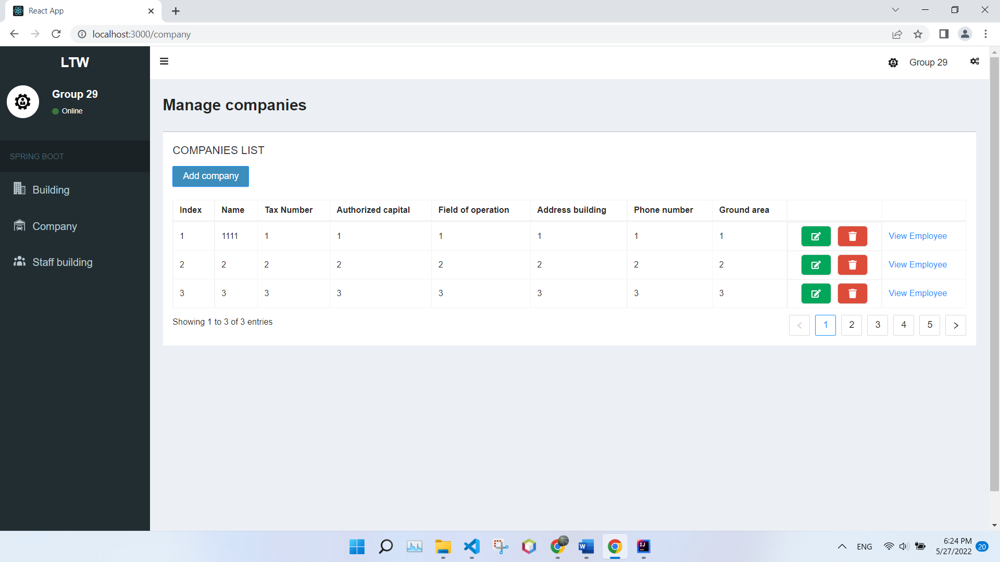 React App
localhost:3000/company
LTW
Group 29
Online
SPRING BOOT
Building
Company
Staff building
Group 29
Manage companies
COMPANIES LIST
Add company
Index Name Tax Number Authorized capital Field of operation Address building Phone number Ground area
1 1111 1 1 1 1 1 1 View Employee
2 2 2 2 2 2 2 2 View Employee
3 3 3 3 3 3 3 3 View Employee
Showing 1 to 3 of 3 entries
< 1 2 3 4 5 >
ENG
6:24 PM
5/27/2022
20